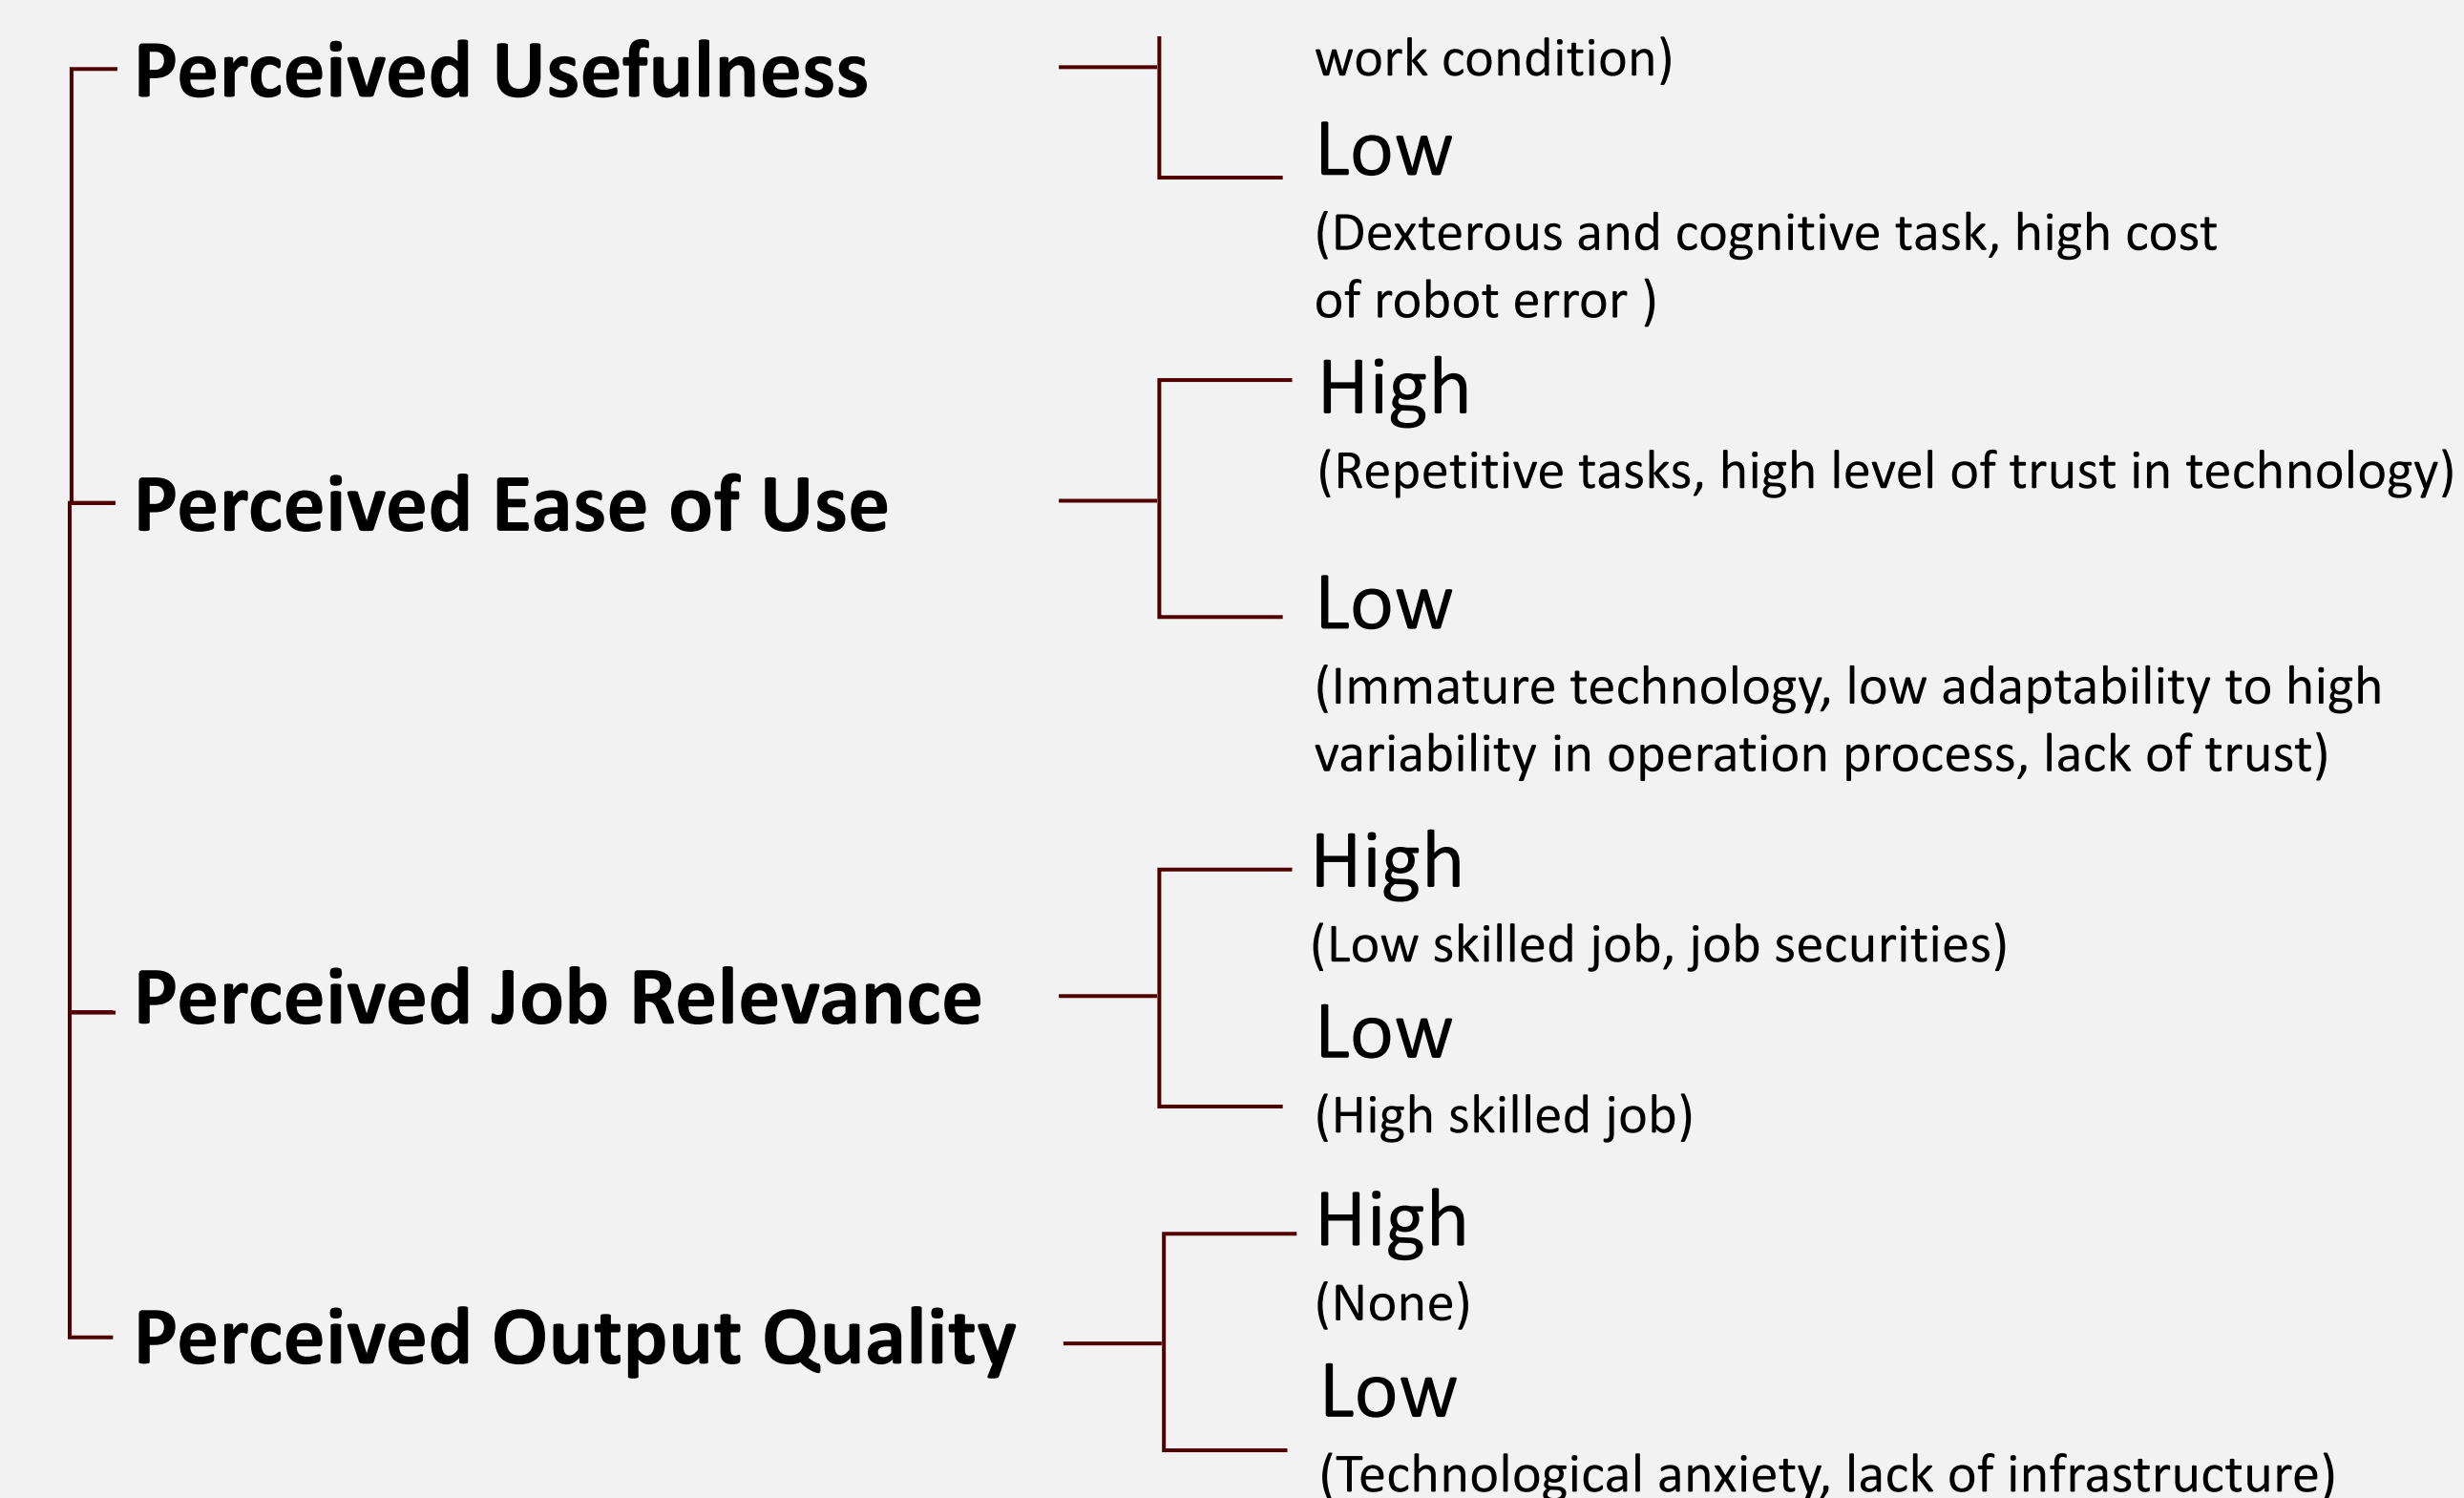 Perceived Usefulness
work condition)
Low
(Dexterous and cognitive task, high cost
of robot error )
Perceived Ease of Use
High
(Repetitive tasks, high level of trust in technology)
Low
(Immature technology, low adaptability to high
variability in operation process, lack of trust)
Perceived Job Relevance
High
(Low skilled job, job securities)
Low
(High skilled job)
Perceived Output Quality
High
(None)
Low
(Technological anxiety, lack of infrastructure)